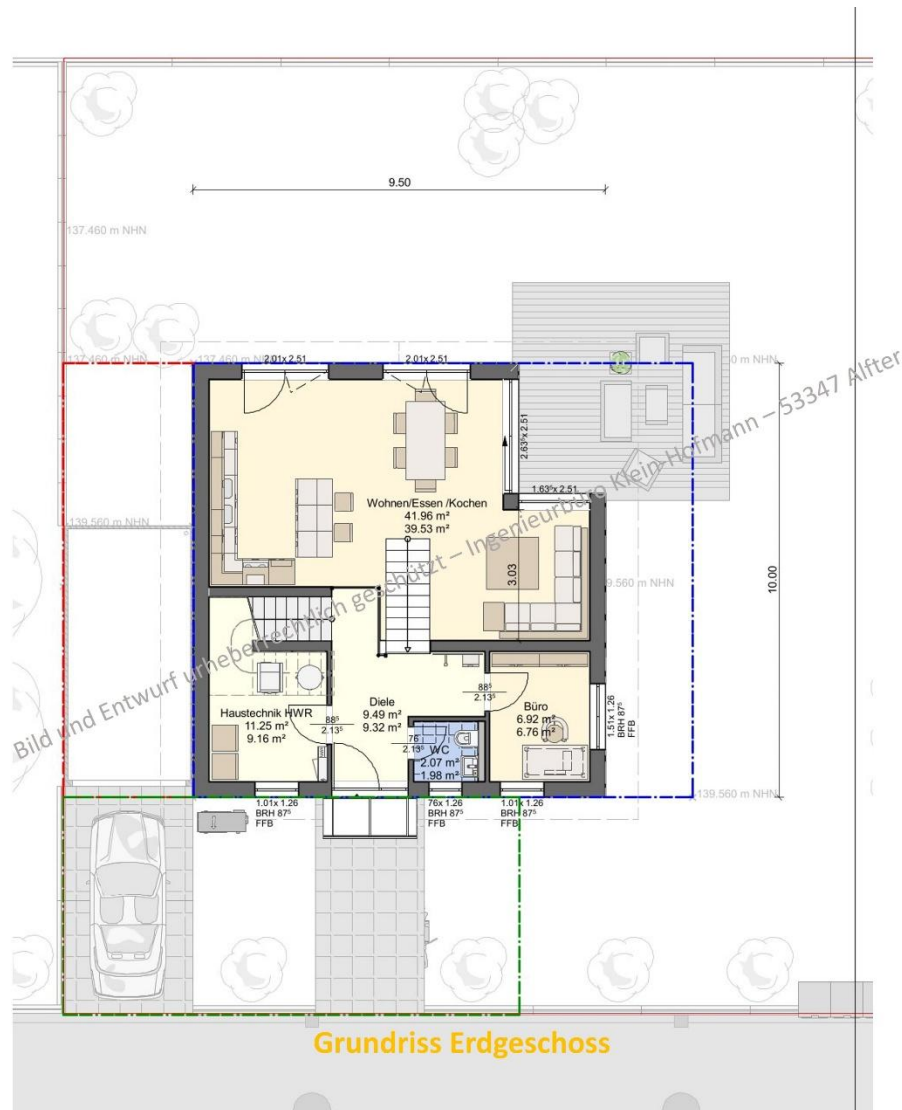 9.50
137.460 m NHN
137.460 m NHN
137.460 m NHN
2.01x 2.51
2.01x 2.51
0 m NHN
2.63⁵x 2.51
1.63⁵x 2.51
Wohnen/Essen /Kochen
41.96 m²
39.53 m²
139.560 m NHN
3.03
9.560 m NHN
10.00
Bild und Entwurf urheberrechtlich geschützt – Ingenieurbüro Klein-Hofmann – 53347 Alfter
Haustechnik HWR
11.25 m²
9.16 m²
88⁵
2.13⁵
Diele
9.49 m²
9.32 m²
88⁵
2.13⁵
Büro
6.92 m²
6.76 m²
1.51x 1.26
BRH 87⁵
FFB
76
2.13⁵
WC
2.07 m²
1.98 m²
139.560 m NHN
1.01x 1.26
BRH 87⁵
FFB
76x 1.26
BRH 87⁵
FFB
1.01x 1.26
BRH 87⁵
FFB
Grundriss Erdgeschoss